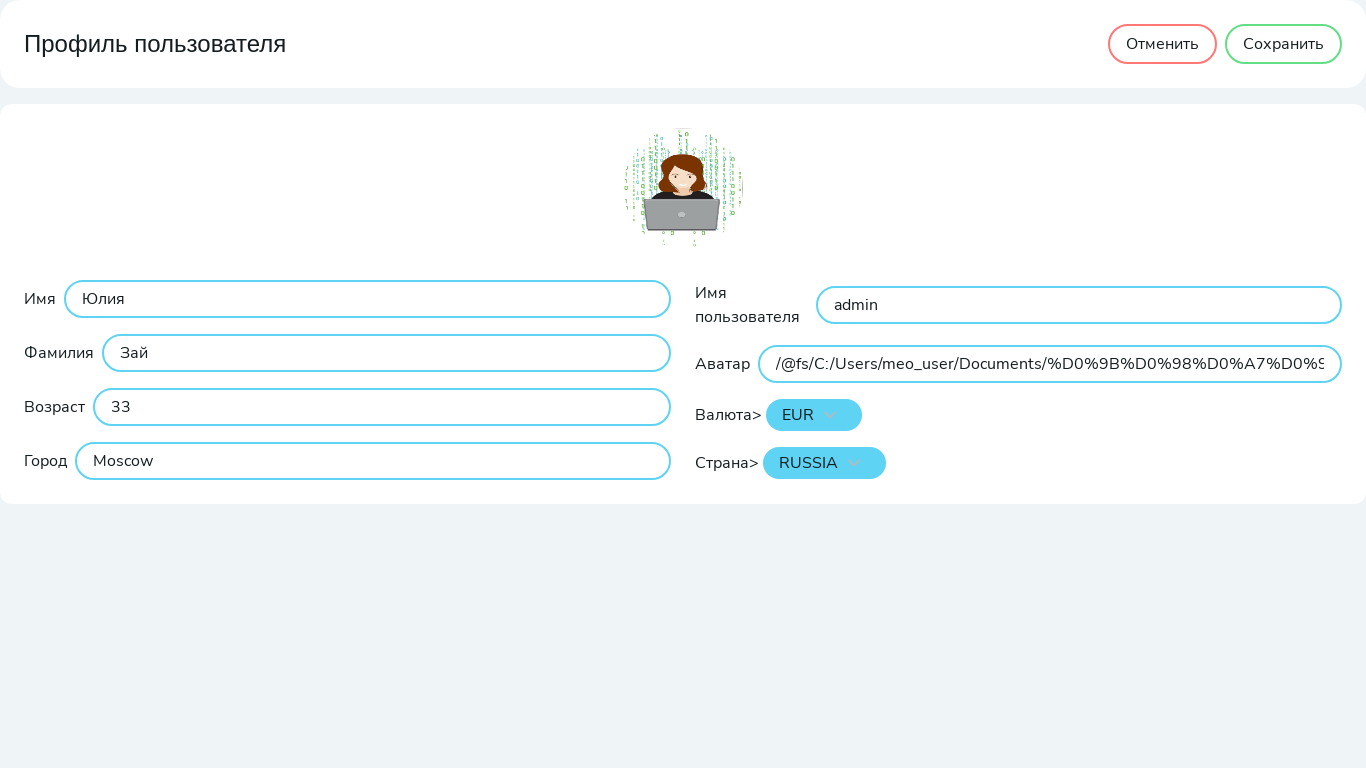 Профиль пользователя
Отменить
Сохранить
Имя
Юлия
Фамилия
Зай
Возраст
33
Город
Moscow
Имя
пользователя
admin
Аватар
/@fs/C:/Users/meo_user/Documents/%D0%9B%D0%98%D0%A7%D0%9
Валюта>
EUR
Страна>
RUSSIA